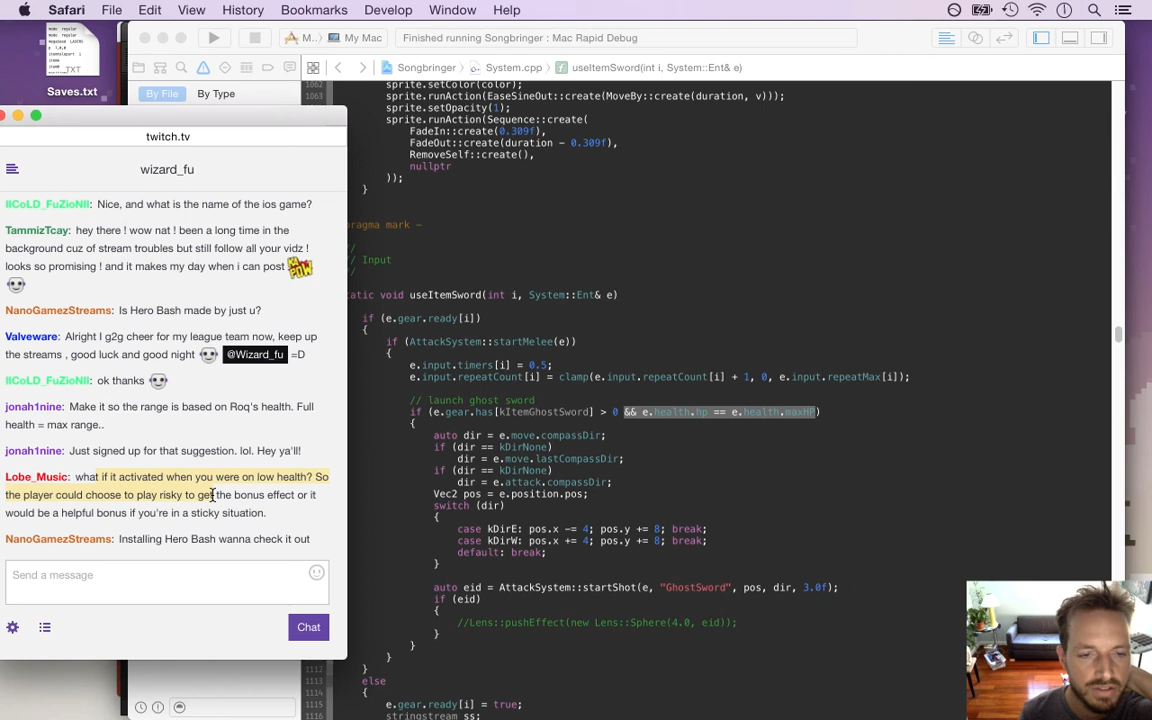 Safari File Edit View History Bookmarks Develop Window Help
Finished running Songbringer : Mac Rapid Debug
M.. My Mac
Songbringer System.cpp useItemSword(int i, System::Ent& e)
By File By Type
TXT
Saves.txt
twitch.tv
wizard_fu
IICoLD_FuZioNII: Nice, and what is the name of the ios game?
TammizTcay: hey there ! wow nat ! been a long time in the
background cuz of stream troubles but still follow all your vidz !
looks so promising ! and it makes my day when i can post
NanoGamezStreams: Is Hero Bash made by just u?
Valveware: Alright I g2g cheer for my league team now, keep up
the streams , good luck and good night @Wizard_fu =D
IICoLD_FuZioNII: ok thanks
jonah1nine: Make it so the range is based on Roq's health. Full
health = max range..
jonah1nine: Just signed up for that suggestion. lol. Hey ya'll!
Lobe_Music: what if it activated when you were on low health? So
the player could choose to play risky to get the bonus effect or it
would be a helpful bonus if you're in a sticky situation.
NanoGamezStreams: Installing Hero Bash wanna check it out
Send a message
Chat
1062 sprite.setColor(color);
1063 sprite.runAction(EaseSineOut::create(MoveBy::create(duration, v)));
sprite.setOpacity(1);
sprite.runAction(Sequence::create(
FadeIn::create(0.309f),
FadeOut::create(duration - 0.309f),
RemoveSelf::create(),
nullptr
));
}
pragma mark -
//
// Input
//
static void useItemSword(int i, System::Ent& e)
if (e.gear.ready[i])
{
if (AttackSystem::startMelee(e))
{
e.input.timers[i] = 0.5;
e.input.repeatCount[i] = clamp(e.input.repeatCount[i] + 1, 0, e.input.repeatMax[i]);
// launch ghost sword
if (e.gear.has[kItemGhostSword] > 0 && e.health.hp == e.health.maxHP)
{
auto dir = e.move.compassDir;
if (dir == kDirNone)
dir = e.move.lastCompassDir;
if (dir == kDirNone)
dir = e.attack.compassDir;
Vec2 pos = e.position.pos;
switch (dir)
{
case kDirE: pos.x -= 4; pos.y += 8; break;
case kDirW: pos.x += 4; pos.y += 8; break;
default: break;
}
auto eid = AttackSystem::startShot(e, "GhostSword", pos, dir, 3.0f);
if (eid)
{
//Lens::pushEffect(new Lens::Sphere(4.0, eid));
}
}
}
1112 }
1113 else
1114 {
1115 e.gear.ready[i] = true;
1116 stringstream ss;